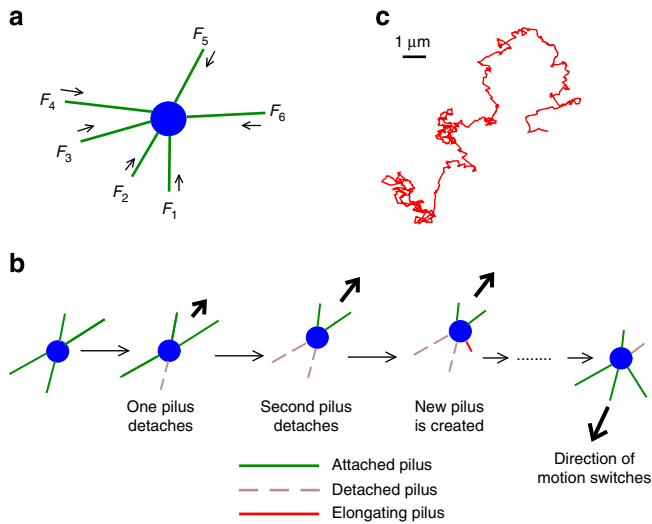 a
F5
F4
F6
F3
F2
F1
c
1 μm
b
One pilus
detaches
Second pilus
detaches
New pilus
is created
........
Direction of
motion switches
Attached pilus
Detached pilus
Elongating pilus